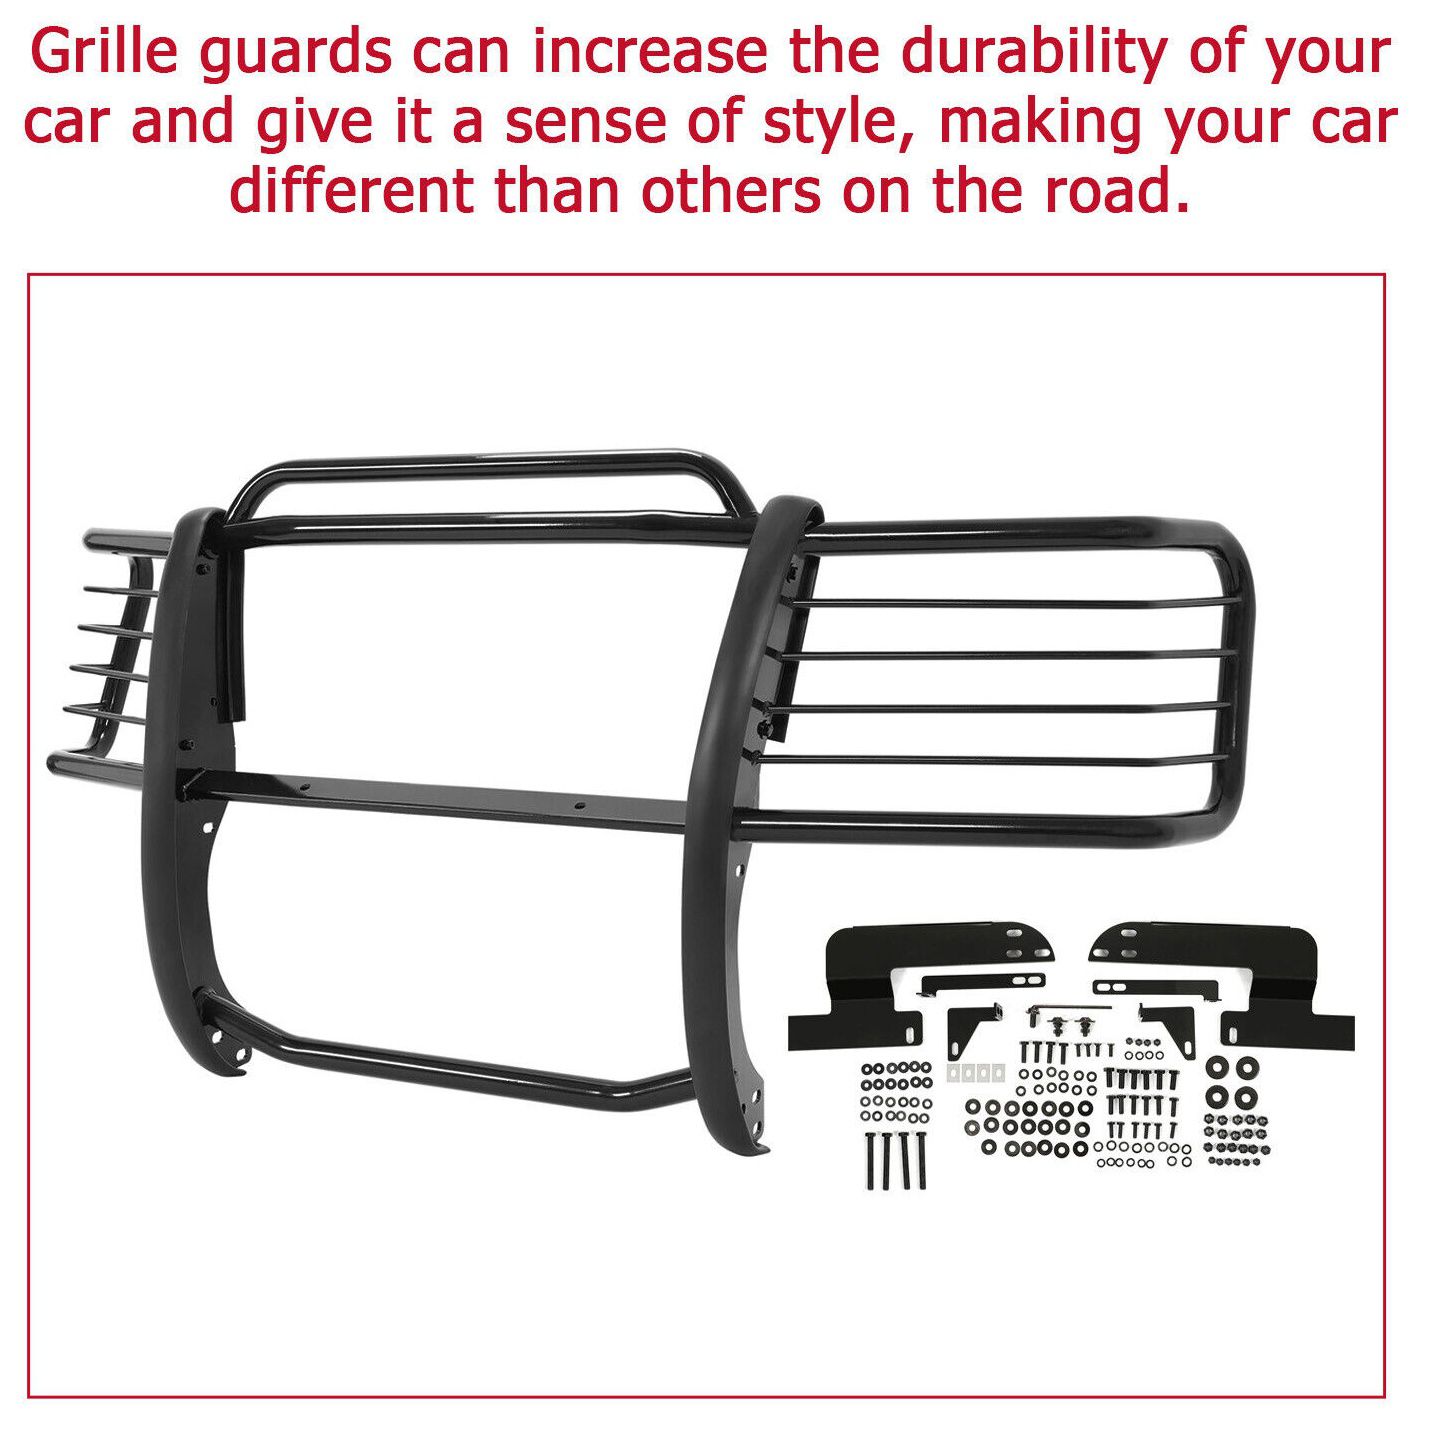 Grille guards can increase the durability of your
car and give it a sense of style, making your car
different than others on the road.